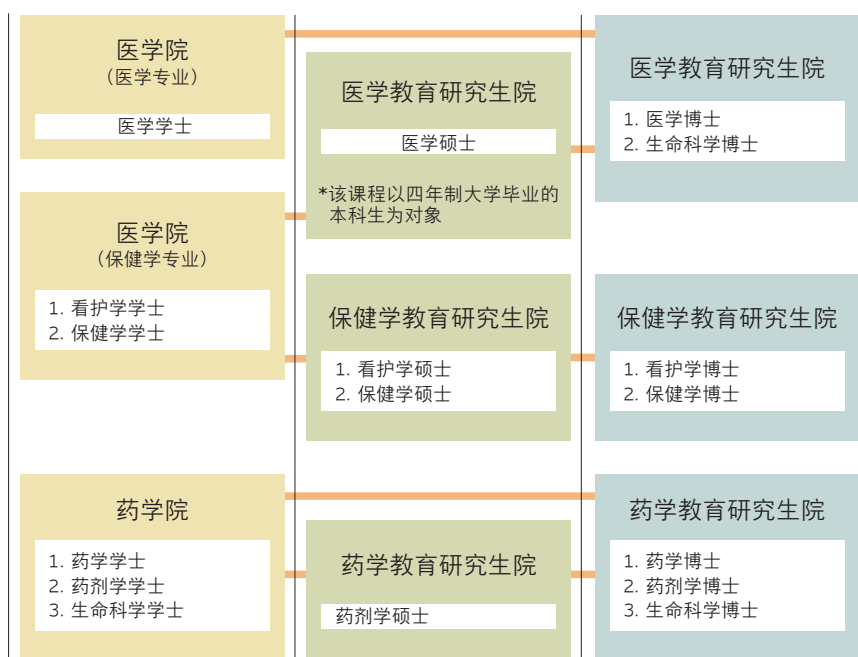 医学院
（医学专业）
医学学士
医学院
（保健学专业）
1. 看护学学士
2. 保健学学士
药学院
1. 药学学士
2. 药剂学学士
3. 生命科学学士
医学教育研究生院
医学硕士
*该课程以四年制大学毕业的
本科生为对象
保健学教育研究生院
1. 看护学硕士
2. 保健学硕士
药学教育研究生院
药剂学硕士
医学教育研究生院
1. 医学博士
2. 生命科学博士
保健学教育研究生院
1. 看护学博士
2. 保健学博士
药学教育研究生院
1. 药学博士
2. 药剂学博士
3. 生命科学博士